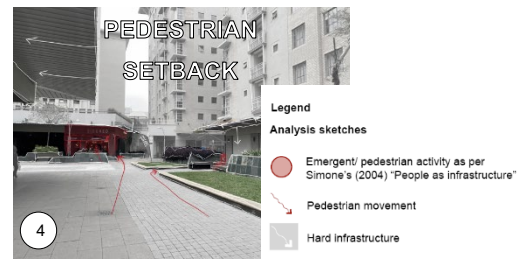 PEDESTRIAN
SETBACK
Legend
Analysis sketches
Emergent/ pedestrian activity as per
Simone's (2004) “People as infrastructure”
Pedestrian movement
Hard infrastructure
4